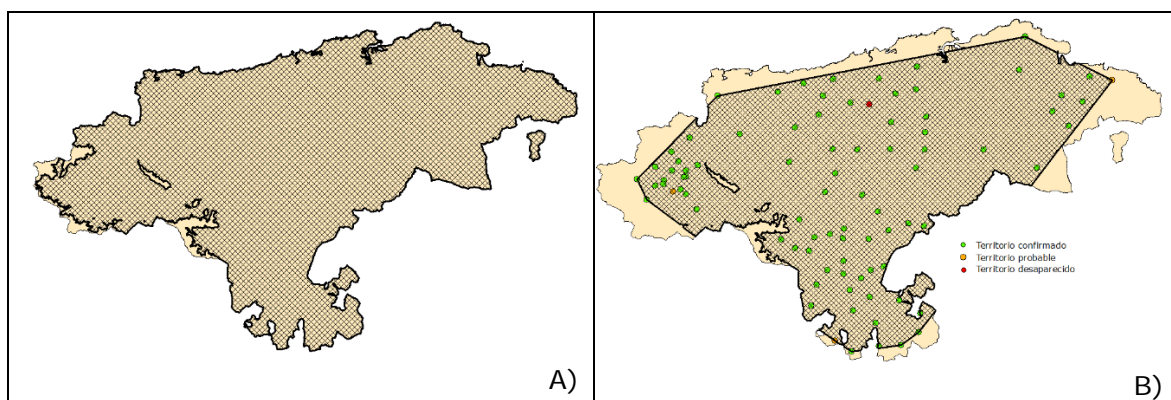 A)
Territorio confirmado
Territorio probable
Territorio desaparecido
B)